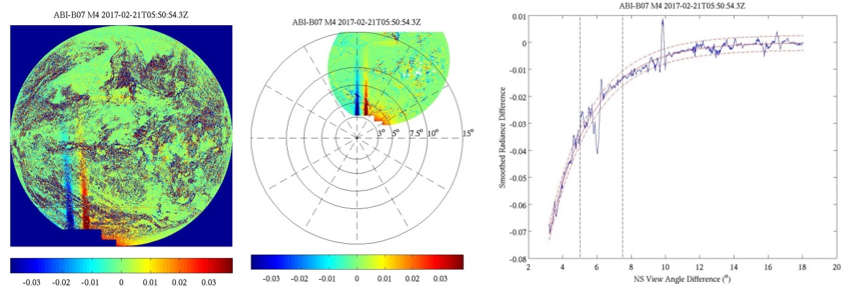 ABI-B07 M4 2017-02-21T05:50:54.3Z
-0.03 -0.02 -0.01 0 0.01 0.02 0.03
ABI-B07 M4 2017-02-21T05:50:54.3Z
3° 5° 7.5° 10° 15°
-0.03 -0.02 -0.01 0 0.01 0.02 0.03
ABI-B07 M4 2017-02-21T05:50:54.3Z
Smoothed Radiance Difference
0.01
0
-0.01
-0.02
-0.03
-0.04
-0.05
-0.06
-0.07
-0.08
2 4 6 8 10 12 14 16 18 20
NS View Angle Difference (°)